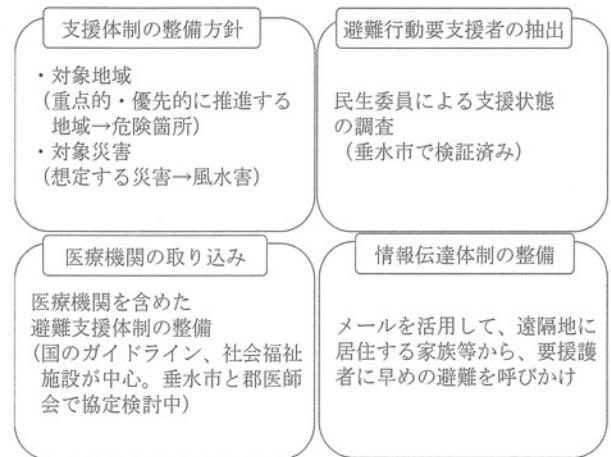 支援体制の整備方針
・対象地域
(重点的・優先的に推進する
地域→危険箇所)
・対象災害
(想定する災害→風水害)
避難行動要支援者の抽出
民生委員による支援状態
の調査
(垂水市で検証済み)
医療機関の取り込み
医療機関を含めた
避難支援体制の整備
(国のガイドライン、社会福祉
施設が中心。垂水市と郡医師
会で協定検討中)
情報伝達体制の整備
メールを活用して、遠隔地に
居住する家族等から、要援護
者に早めの避難を呼びかけ